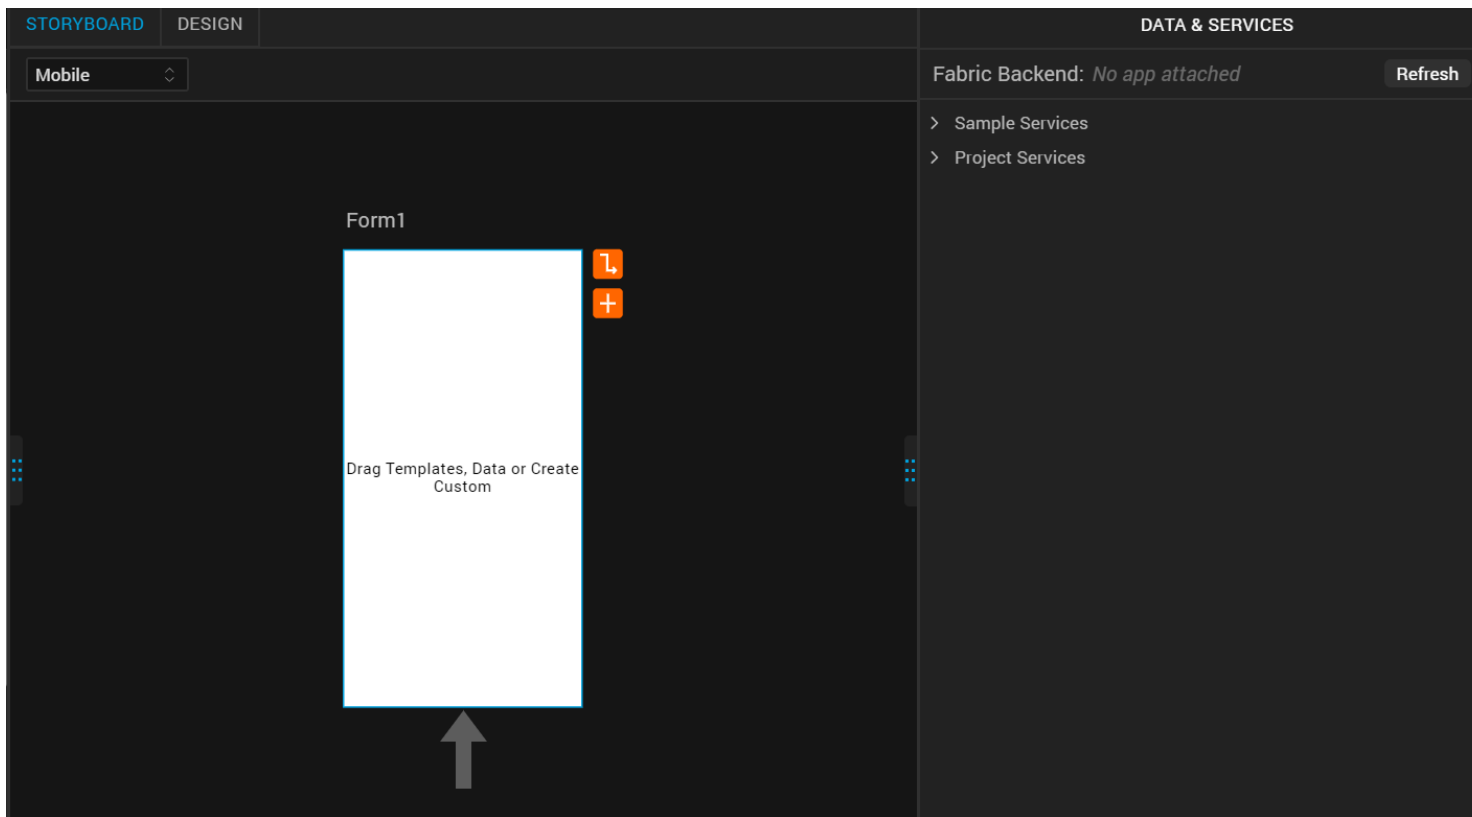 STORYBOARD DESIGN
DATA & SERVICES
Mobile
Fabric Backend: No app attached Refresh
Sample Services
Project Services
Form1
Drag Templates, Data or Create
Custom